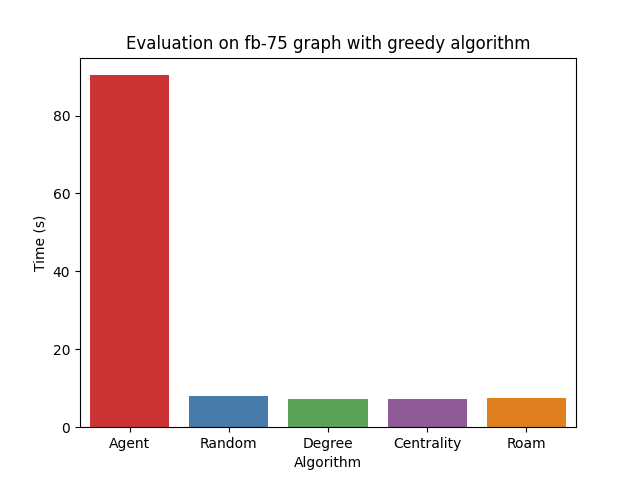 Evaluation on fb-75 graph with greedy algorithm
Time (s)
80
60
40
20
0
Agent Random Degree Centrality Roam
Algorithm